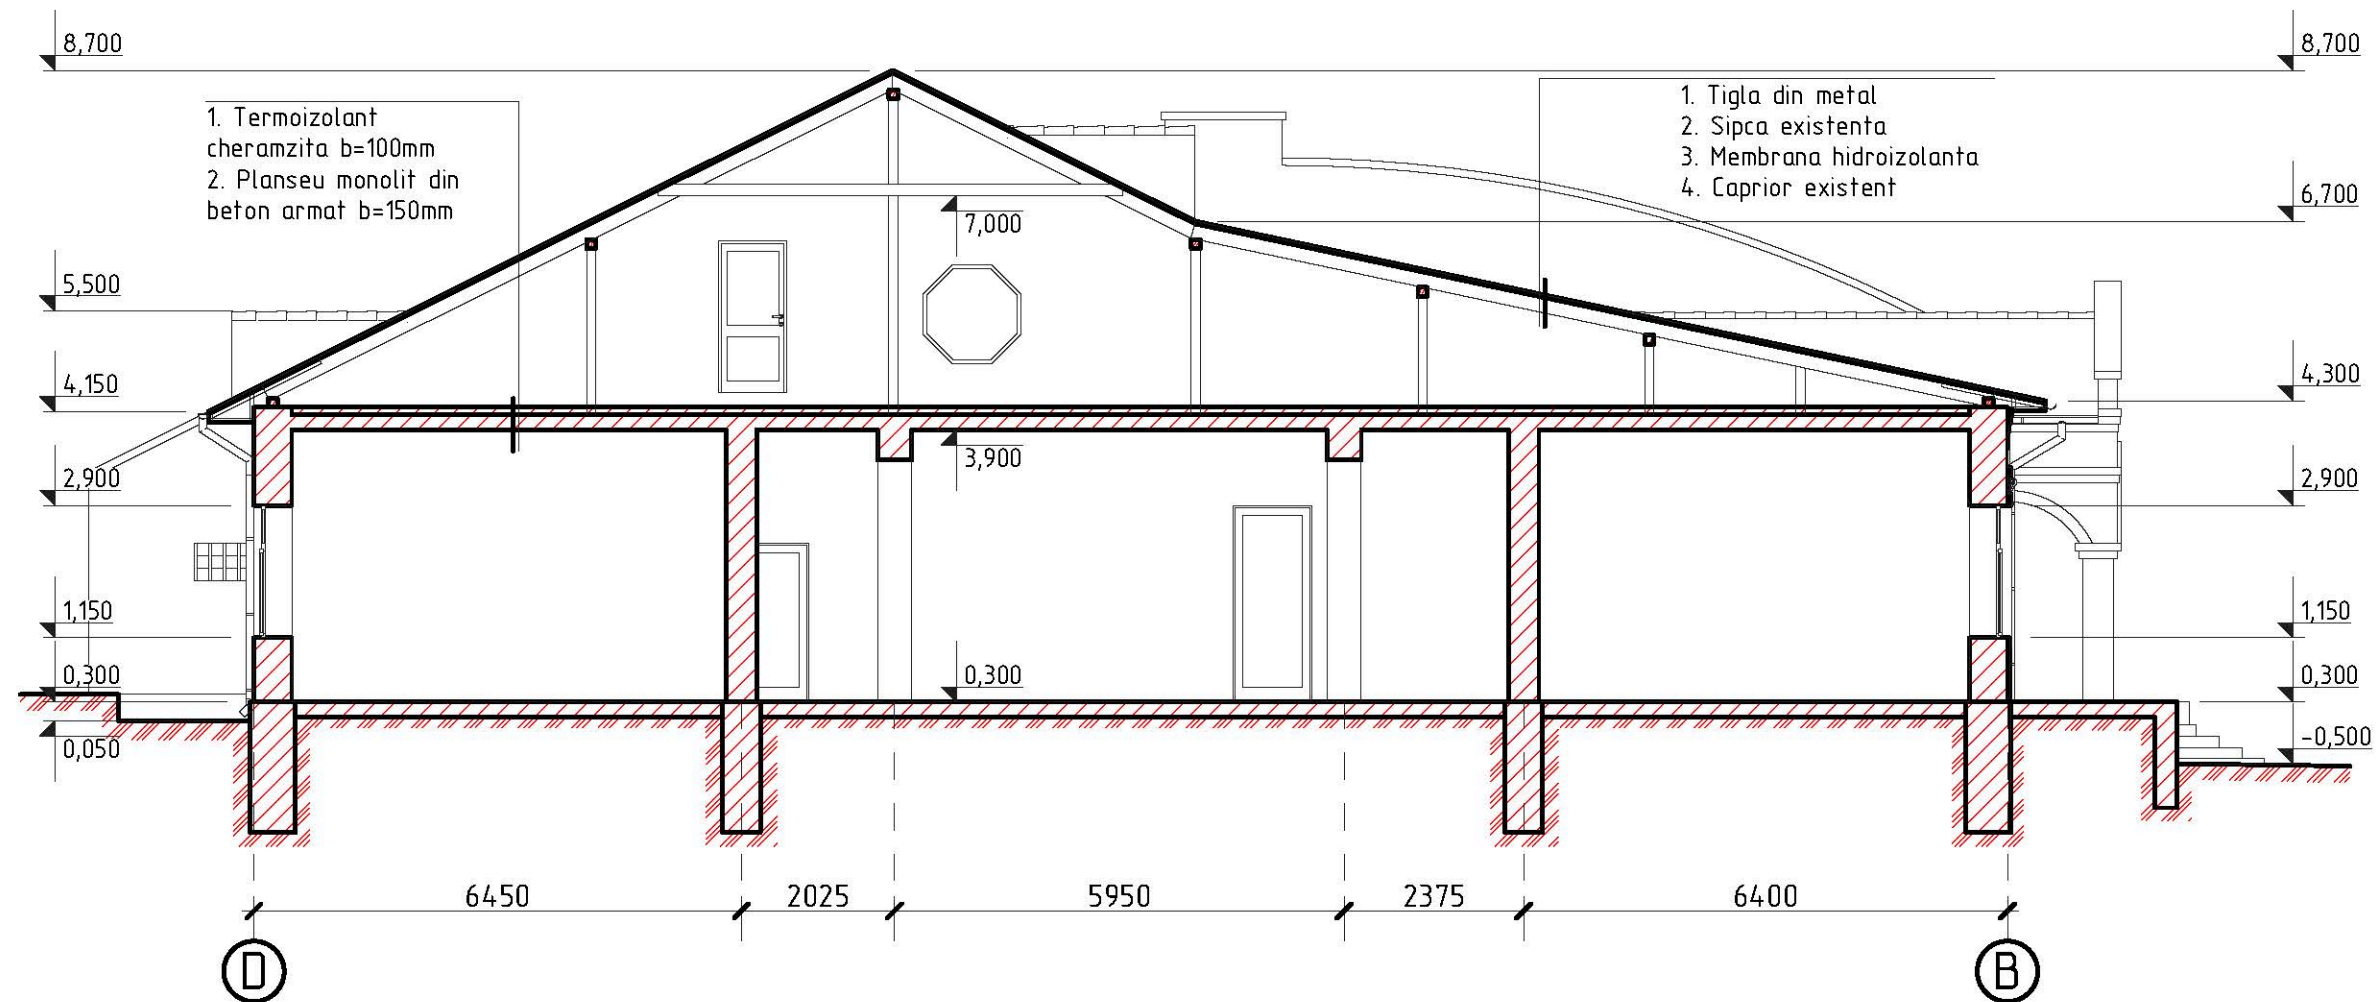 8,700
8,700
1. Termoizolant
cheramzita b=100mm
2. Planseu monolit din
beton armat b=150mm
1. Tigla din metal
2. Sipca existenta
3. Membrana hidroizolanta
4. Caprior existent
7,000
6,700
5,500
4,150
4,300
3,900
2,900
2,900
1,150
1,150
0,300
0,300
0,300
0,050
-0,500
6450
2025
5950
2375
6400
D
B